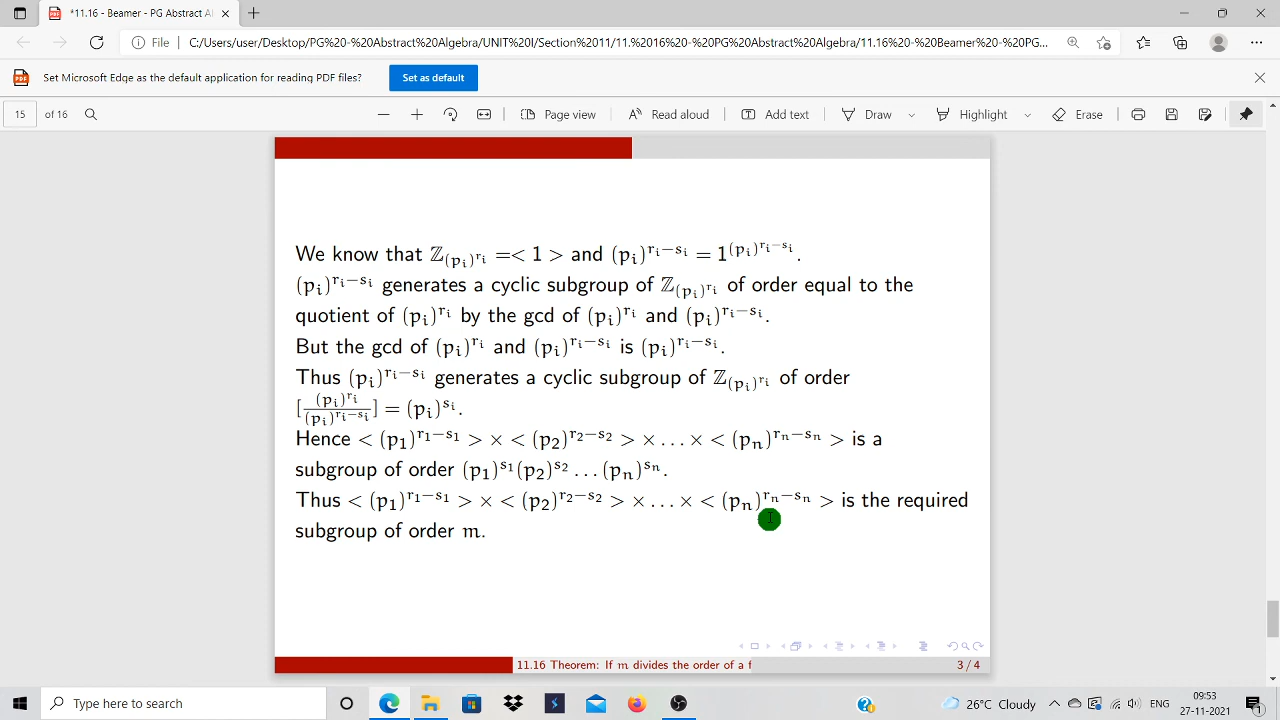 *11.16 - Beamer - PG Abstract Al
File
C:/Users/user/Desktop/PG%20-%20Abstract%20Algebra/UNIT%20I/Section%2011/11.%2016%20-%20PG%20Abstract%20Algebra/11.16%20-%20Beamer%20-%20PG...
Set Microsoft Edge as the default application for reading PDF files?
Set as default
15 of 16
Page view
Read aloud
Add text
Draw
Highlight
Erase
We know that ℤ_{(p_i)^{r_i}} =< 1 > and (p_i)^{r_i−s_i} = 1^{(p_i)^{r_i−s_i}}.
(p_i)^{r_i−s_i} generates a cyclic subgroup of ℤ_{(p_i)^{r_i}} of order equal to the
quotient of (p_i)^{r_i} by the gcd of (p_i)^{r_i} and (p_i)^{r_i−s_i}.
But the gcd of (p_i)^{r_i} and (p_i)^{r_i−s_i} is (p_i)^{r_i−s_i}.
Thus (p_i)^{r_i−s_i} generates a cyclic subgroup of ℤ_{(p_i)^{r_i}} of order
[\frac{(p_i)^{r_i}}{(p_i)^{r_i−s_i}}] = (p_i)^{s_i}.
Hence < (p_1)^{r_1−s_1} > × < (p_2)^{r_2−s_2} > × ... × < (p_n)^{r_n−s_n} > is a
subgroup of order (p_1)^{s_1}(p_2)^{s_2} ... (p_n)^{s_n}.
Thus < (p_1)^{r_1−s_1} > × < (p_2)^{r_2−s_2} > × ... × < (p_n)^{r_n−s_n} > is the required
subgroup of order m.
11.16 Theorem: If m divides the order of a f
3 / 4
Type here to search
26°C Cloudy
ENG
09:53
27-11-2021